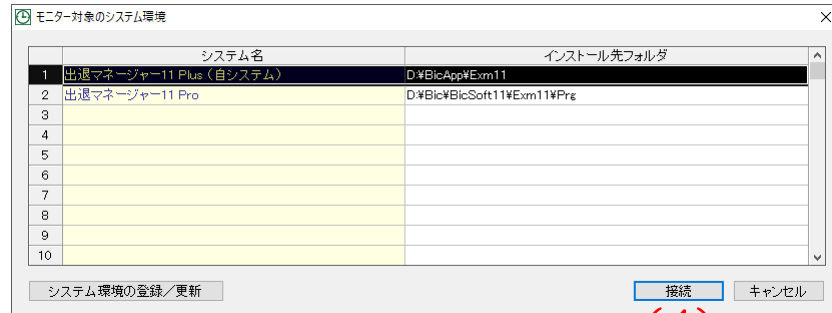 モニター対象のシステム環境
システム名 インストール先フォルダ
1 出退マネージャー11 Plus（自システム） D:¥BicApp¥Exm11
2 出退マネージャー11 Pro D:¥Bic¥BicSoft11¥Exm11¥Prg
3
4
5
6
7
8
9
10
システム環境の登録／更新 接続 キャンセル